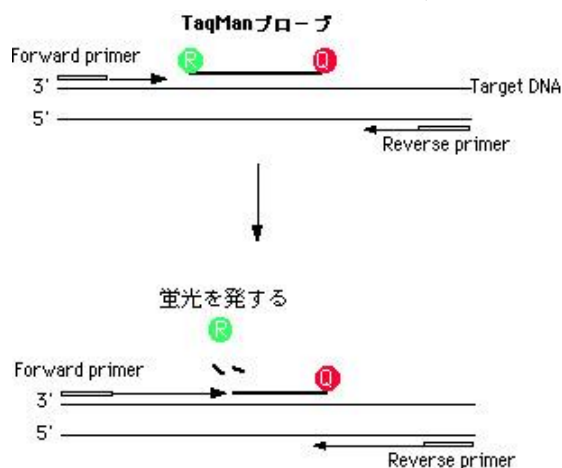 TaqManプローブ
R Q
Forward primer
3' Target DNA
5'
Reverse primer
蛍光を発する
R
Forward primer Q
3'
5'
Reverse primer